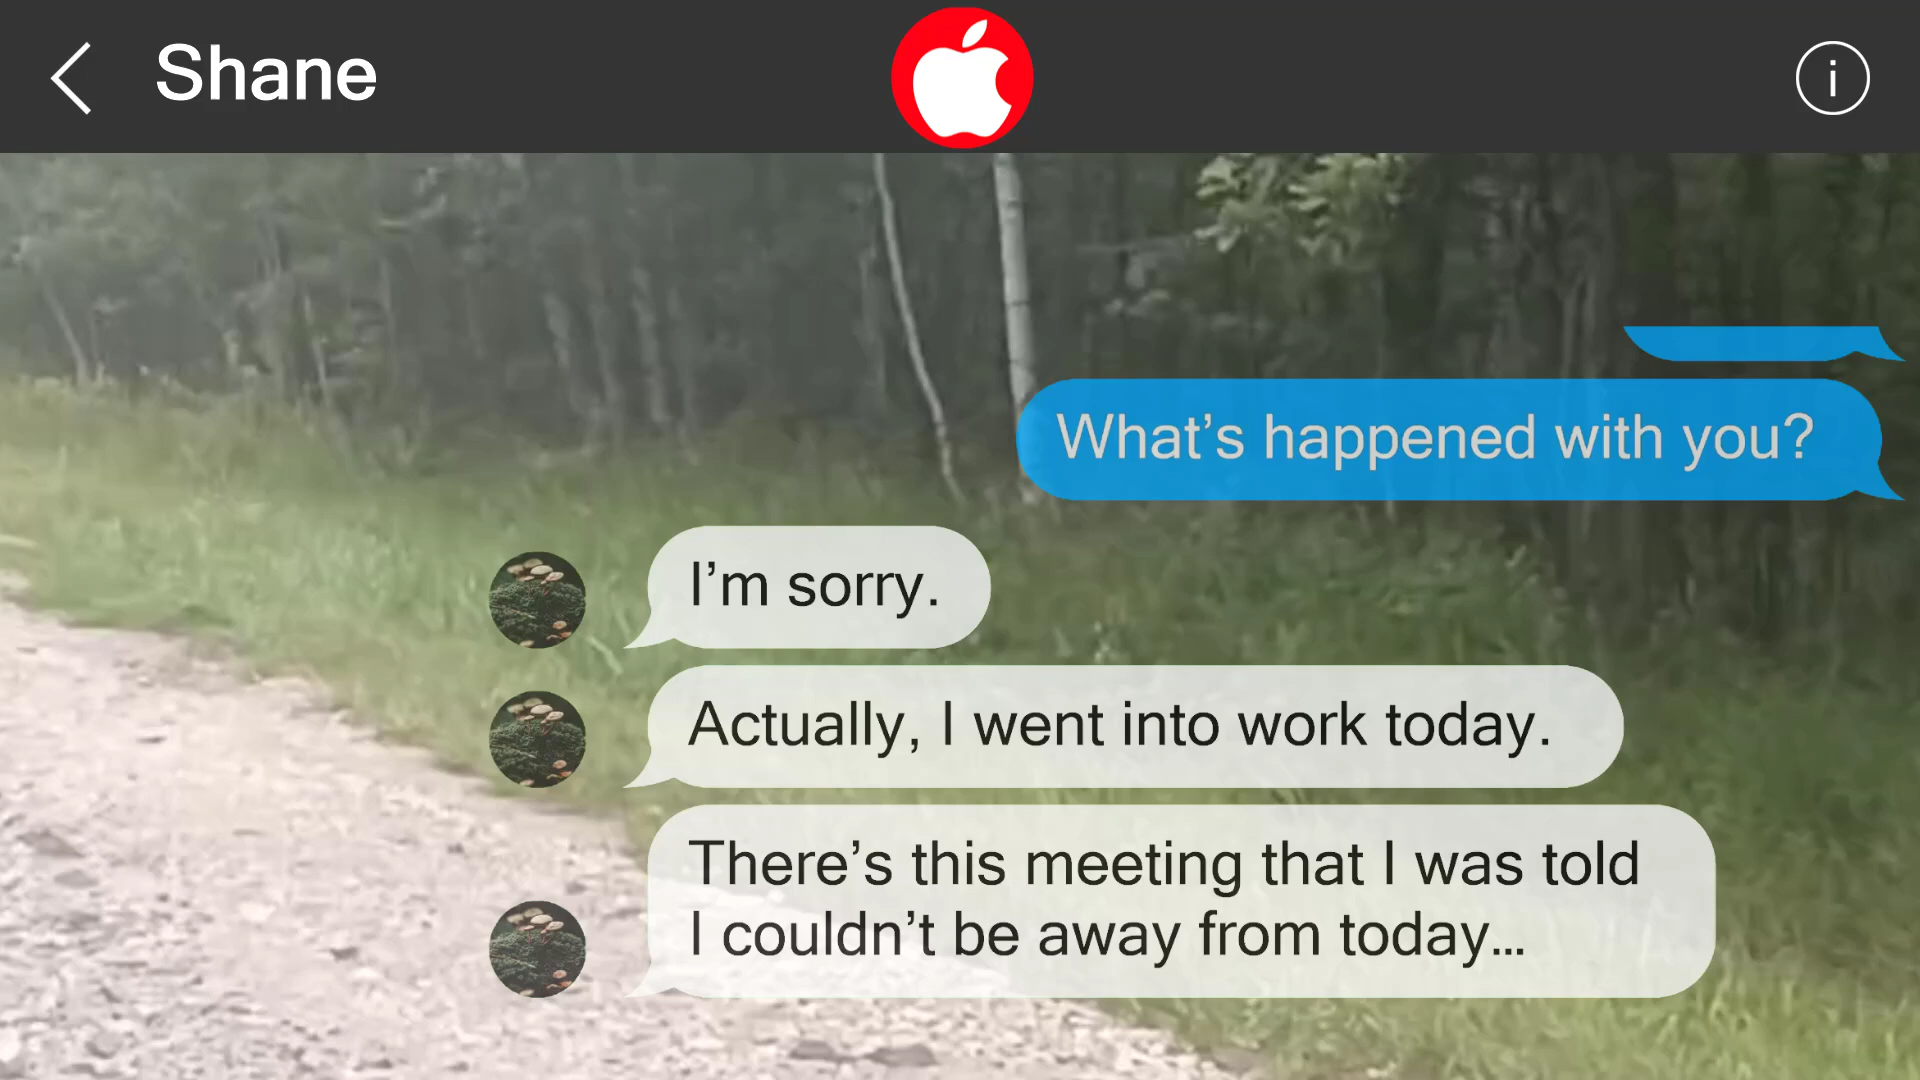 Shane
i
What’s happened with you?
I’m sorry.
Actually, I went into work today.
There’s this meeting that I was told
I couldn’t be away from today...